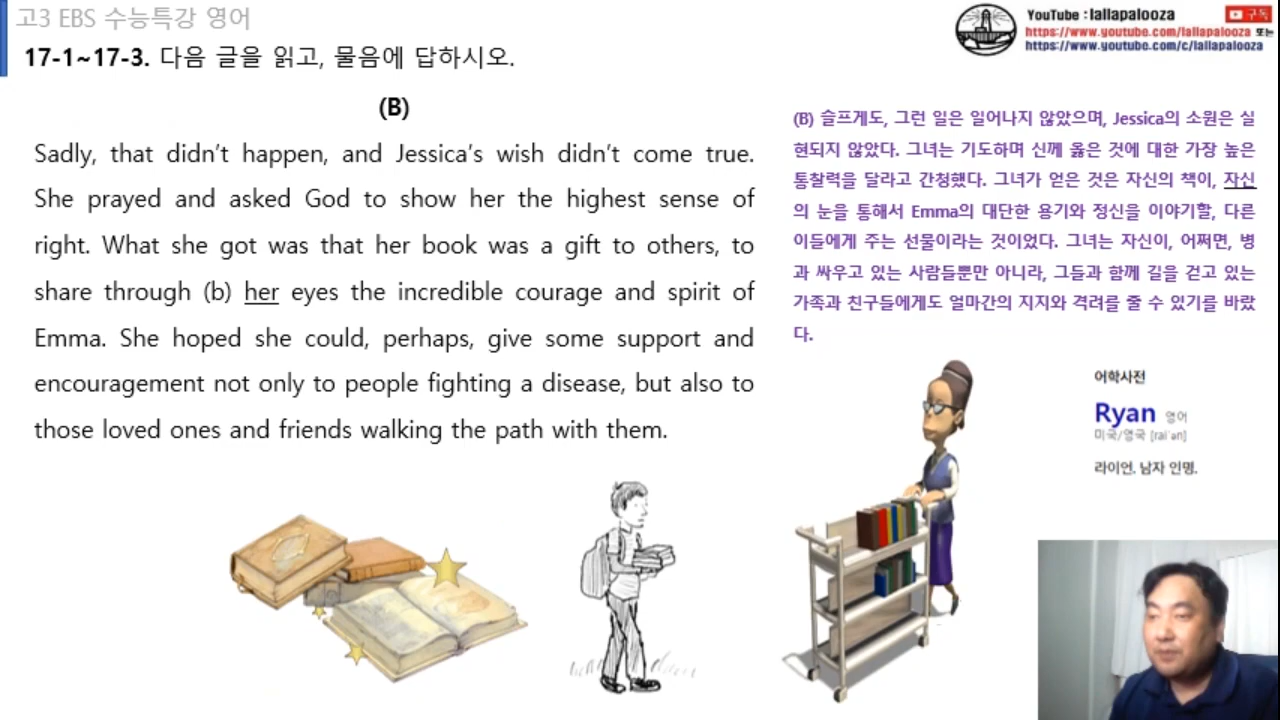 고3 EBS 수능특강 영어
17-1~17-3. 다음 글을 읽고, 물음에 답하시오.
YouTube : lallapalooza
구독
https://www.youtube.com/lallapalooza 또는
https://www.youtube.com/c/lallapalooza
(B)
Sadly, that didn't happen, and Jessica's wish didn't come true.
She prayed and asked God to show her the highest sense of
right. What she got was that her book was a gift to others, to
share through (b) her eyes the incredible courage and spirit of
Emma. She hoped she could, perhaps, give some support and
encouragement not only to people fighting a disease, but also to
those loved ones and friends walking the path with them.
(B) 슬프게도, 그런 일은 일어나지 않았으며, Jessica의 소원은 실
현되지 않았다. 그녀는 기도하며 신께 옳은 것에 대한 가장 높은
통찰력을 달라고 간청했다. 그녀가 얻은 것은 자신의 책이, 자신
의 눈을 통해서 Emma의 대단한 용기와 정신을 이야기할, 다른
이들에게 주는 선물이라는 것이었다. 그녀는 자신이, 어쩌면, 병
과 싸우고 있는 사람들뿐만 아니라, 그들과 함께 길을 걷고 있는
가족과 친구들에게도 얼마간의 지지와 격려를 줄 수 있기를 바랐
다.
어학사전
Ryan 영어
미국/영국 [raiˈən]
라이언. 남자 인명.